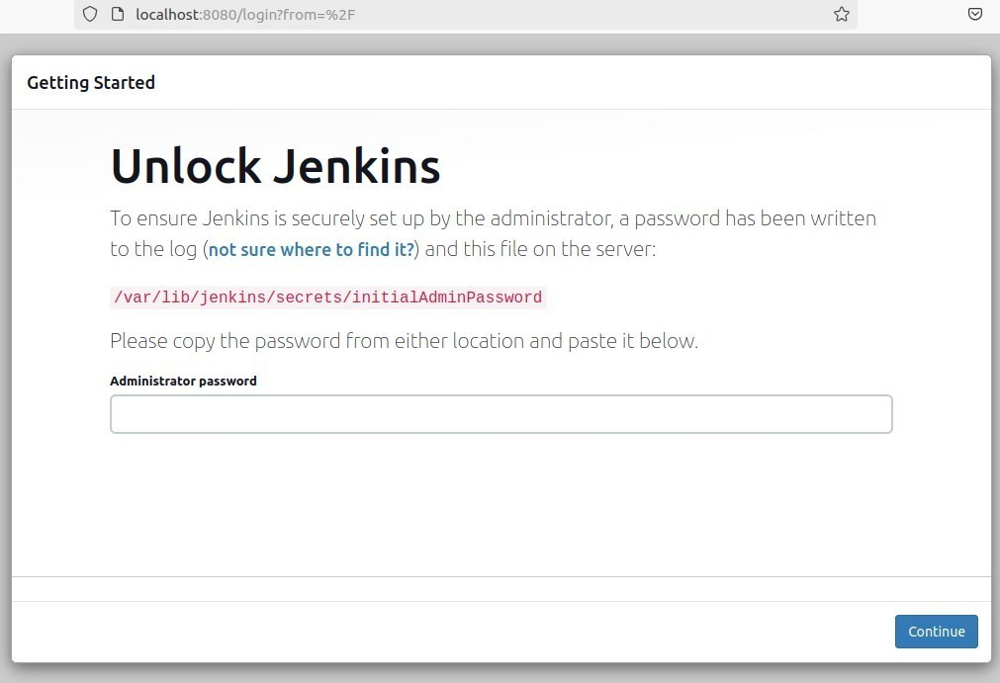 localhost:8080/login?from=%2F
Getting Started
Unlock Jenkins
To ensure Jenkins is securely set up by the administrator, a password has been written
to the log (not sure where to find it?) and this file on the server:
/var/lib/jenkins/secrets/initialAdminPassword
Please copy the password from either location and paste it below.
Administrator password
Continue